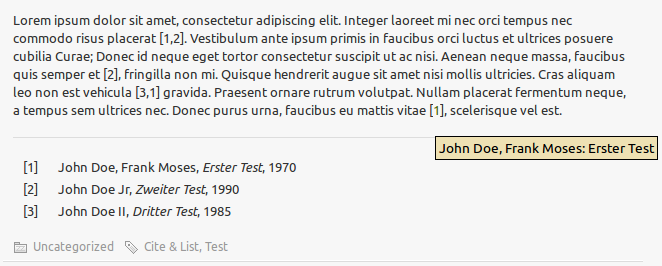 Lorem ipsum dolor sit amet, consectetur adipiscing elit. Integer laoreet mi nec orci tempus nec
commodo risus placerat [1,2]. Vestibulum ante ipsum primis in faucibus orci luctus et ultrices posuere
cubilia Curae; Donec id neque eget tortor consectetur suscipit ut ac nisi. Aenean neque massa, faucibus
quis semper et [2], fringilla non mi. Quisque hendrerit augue sit amet nisi mollis ultricies. Cras aliquam
leo non est vehicula [3,1] gravida. Praesent ornare rutrum volutpat. Nullam placerat fermentum neque,
a tempus sem ultrices nec. Donec purus urna, faucibus eu mattis vitae [1], scelerisque vel est.
John Doe, Frank Moses: Erster Test
[1] John Doe, Frank Moses, Erster Test, 1970
[2] John Doe Jr, Zweiter Test, 1990
[3] John Doe II, Dritter Test, 1985
Uncategorized Cite & List, Test